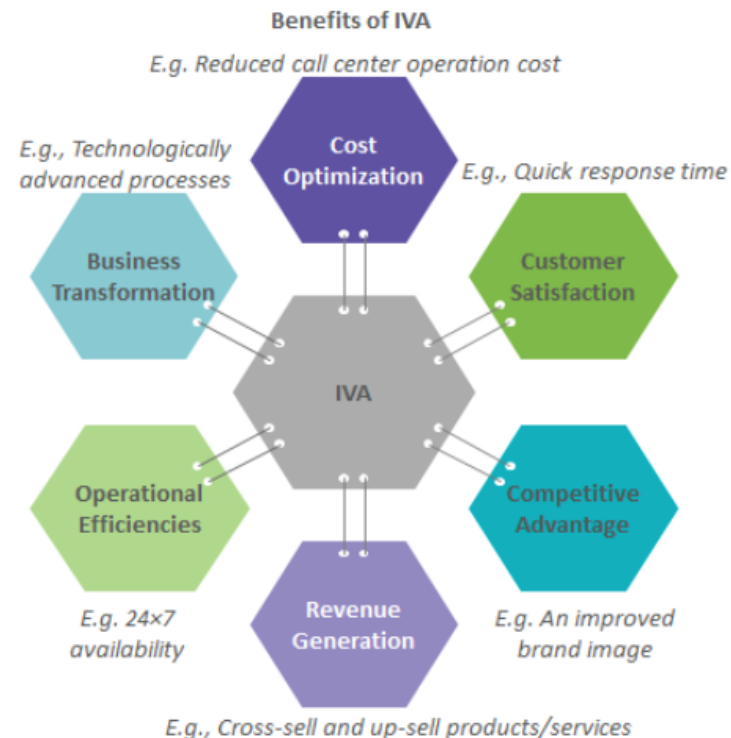 Benefits of IVA
E.g. Reduced call center operation cost
Cost
Optimization
E.g., Technologically
advanced processes
E.g., Quick response time
Business
Transformation
Customer
Satisfaction
IVA
Operational
Efficiencies
Competitive
Advantage
E.g. 24×7
availability
Revenue
Generation
E.g. An improved
brand image
E.g., Cross-sell and up-sell products/services